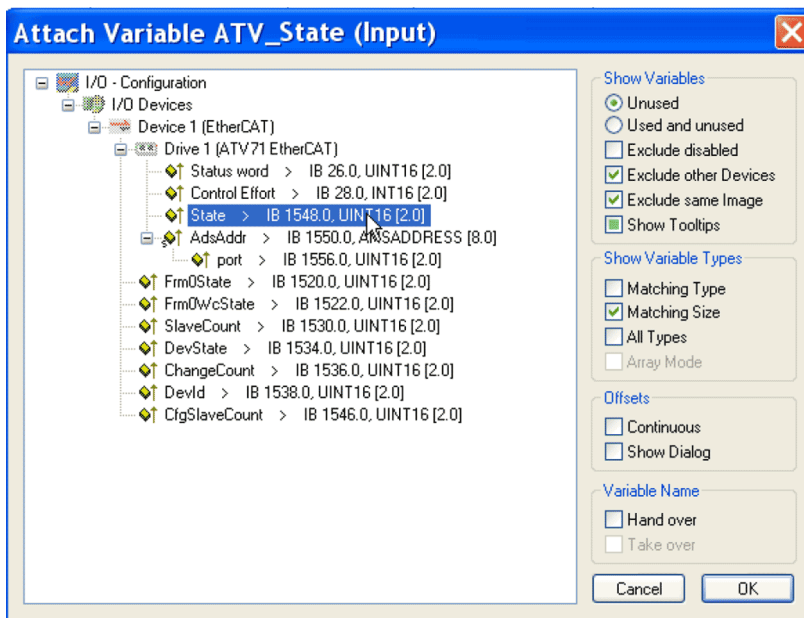 Attach Variable ATV_State (Input)
I/O - Configuration
I/O Devices
Device 1 (EtherCAT)
Drive 1 (ATV71 EtherCAT)
Status word > IB 26.0, UINT16 [2.0]
Control Effort > IB 28.0, INT16 [2.0]
State > IB 1548.0, UINT16 [2.0]
AdsAddr > IB 1550.0, AMSADDRESS [8.0]
port > IB 1556.0, UINT16 [2.0]
Frm0State > IB 1520.0, UINT16 [2.0]
Frm0WcState > IB 1522.0, UINT16 [2.0]
SlaveCount > IB 1530.0, UINT16 [2.0]
DevState > IB 1534.0, UINT16 [2.0]
ChangeCount > IB 1536.0, UINT16 [2.0]
DevId > IB 1538.0, UINT16 [2.0]
CfgSlaveCount > IB 1546.0, UINT16 [2.0]
Show Variables
Unused
Used and unused
Exclude disabled
Exclude other Devices
Exclude same Image
Show Tooltips
Show Variable Types
Matching Type
Matching Size
All Types
Array Mode
Offsets
Continuous
Show Dialog
Variable Name
Hand over
Take over
Cancel
OK